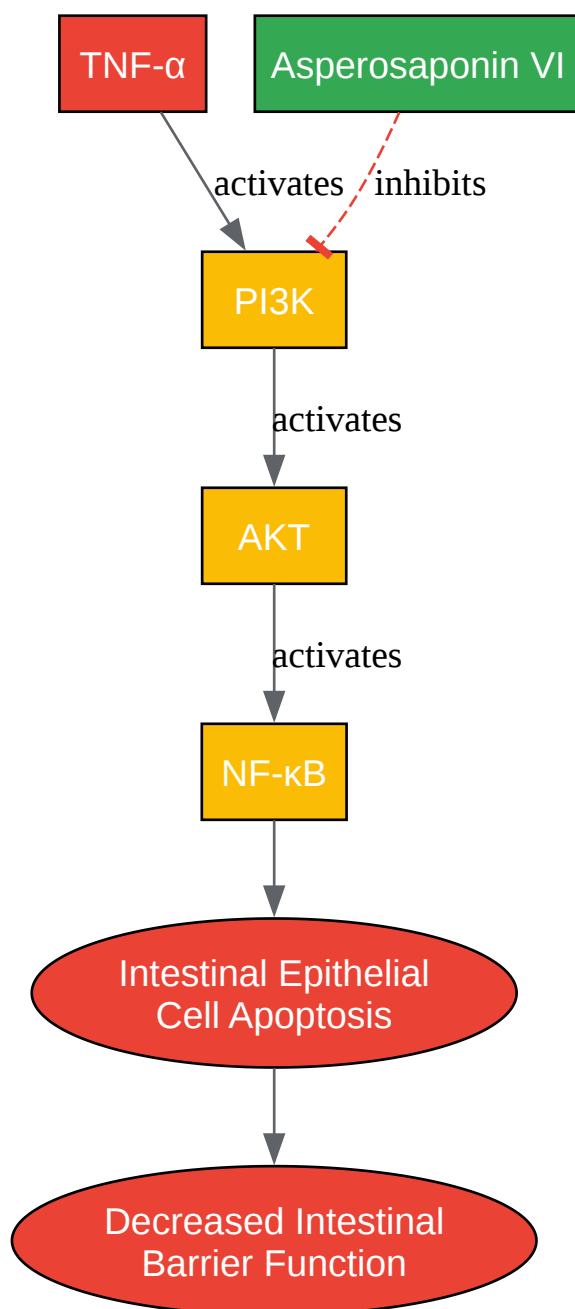 TNF-α
Asperosaponin VI
activates
inhibits
PI3K
activates
AKT
activates
NF-κB
Intestinal Epithelial
Cell Apoptosis
Decreased Intestinal
Barrier Function